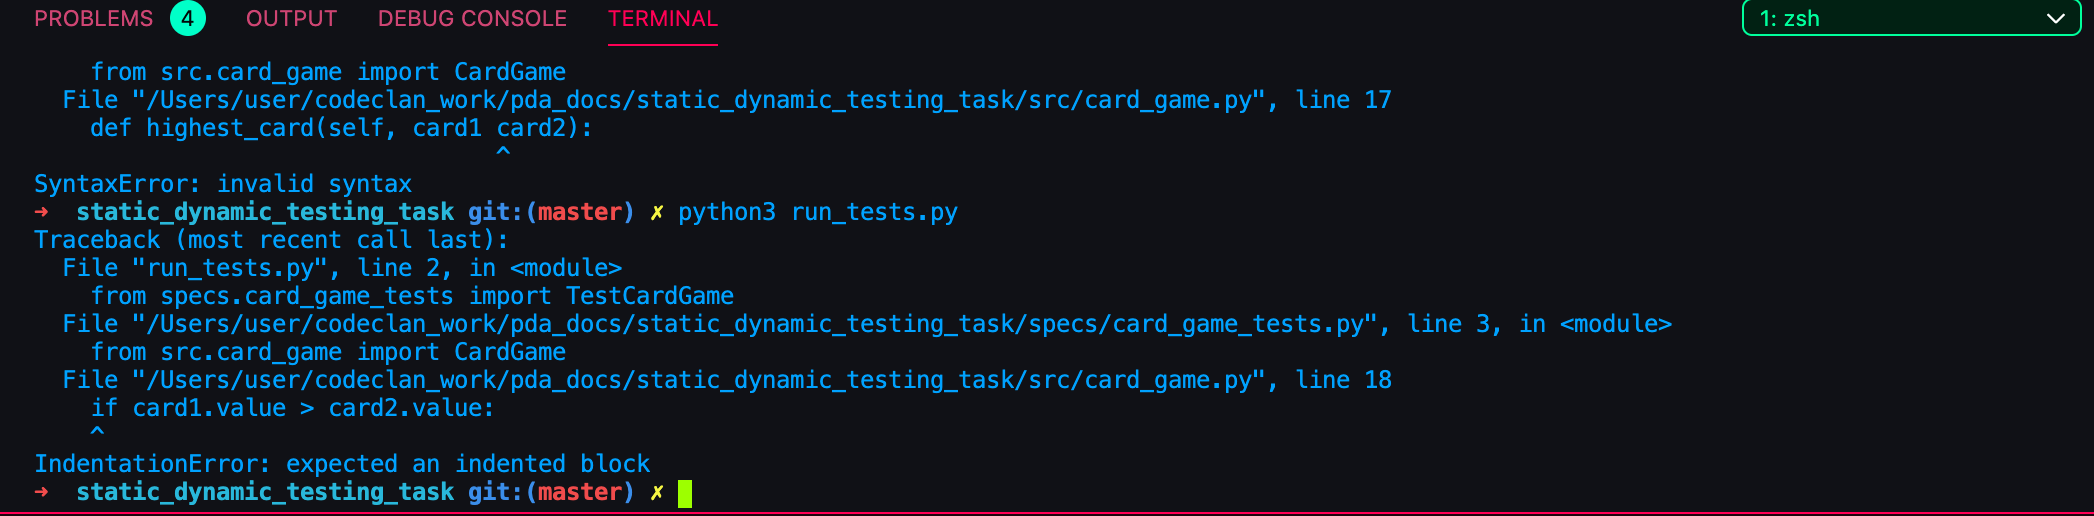 PROBLEMS 4 OUTPUT DEBUG CONSOLE TERMINAL 1: zsh
    from src.card_game import CardGame
  File "/Users/user/codeclan_work/pda_docs/static_dynamic_testing_task/src/card_game.py", line 17
    def highest_card(self, card1 card2):
                                 ^
SyntaxError: invalid syntax
➜  static_dynamic_testing_task git:(master) ✗ python3 run_tests.py
Traceback (most recent call last):
  File "run_tests.py", line 2, in <module>
    from specs.card_game_tests import TestCardGame
  File "/Users/user/codeclan_work/pda_docs/static_dynamic_testing_task/specs/card_game_tests.py", line 3, in <module>
    from src.card_game import CardGame
  File "/Users/user/codeclan_work/pda_docs/static_dynamic_testing_task/src/card_game.py", line 18
    if card1.value > card2.value:
    ^
IndentationError: expected an indented block
➜  static_dynamic_testing_task git:(master) ✗